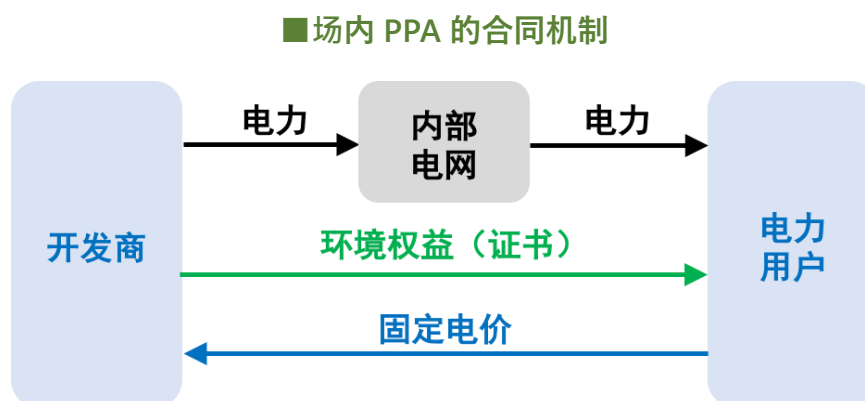 ■场内 PPA 的合同机制
电力
内部
电网
电力
开发商
环境权益（证书）
电力
用户
固定电价